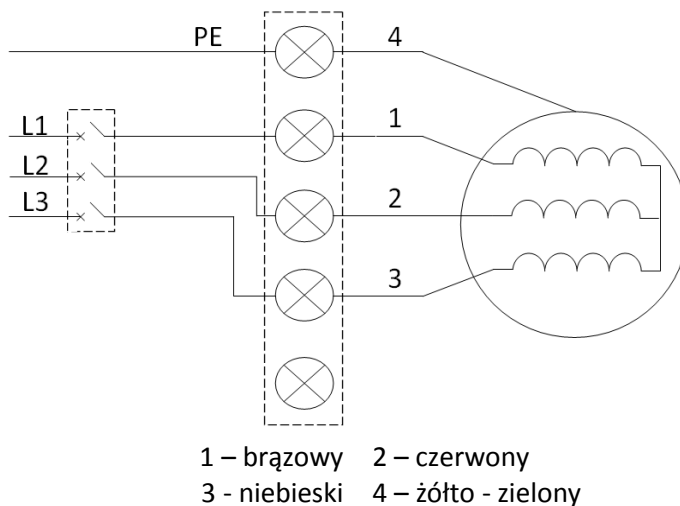 PE 4
L1 1
L2 2
L3 3
1 – brązowy 2 – czerwony
3 - niebieski 4 – żółto - zielony